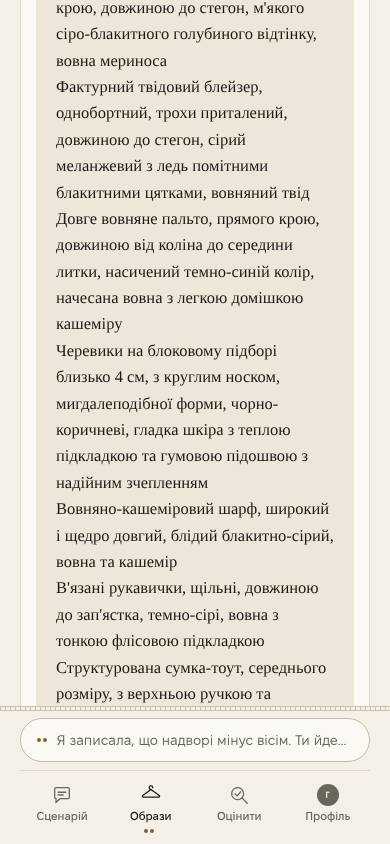 крою, довжиною до стегон, м'якого
сіро-блакитного голубиного відтінку,
вовна мериноса
Фактурний твідовий блейзер,
однобортний, трохи приталений,
довжиною до стегон, сірий
меланжевий з ледь помітними
блакитними цятками, вовняний твід
Довге вовняне пальто, прямого крою,
довжиною від коліна до середини
литки, насичений темно-синій колір,
начесана вовна з легкою домішкою
кашеміру
Черевики на блоковому підборі
близько 4 см, з круглим носком,
мигдалеподібної форми, чорно-
коричневі, гладка шкіра з теплою
підкладкою та гумовою підошвою з
надійним зчепленням
Вовняно-кашеміровий шарф, широкий
і щедро довгий, блідий блакитно-сірий,
вовна та кашемір
В'язані рукавички, щільні, довжиною
до зап'ястка, темно-сірі, вовна з
тонкою флісовою підкладкою
Структурована сумка-тоут, середнього
розміру, з верхньою ручкою та
Я записала, що надворі мінус вісім. Ти йде...
Сценарій
Образи
Оцінити
г
Профіль